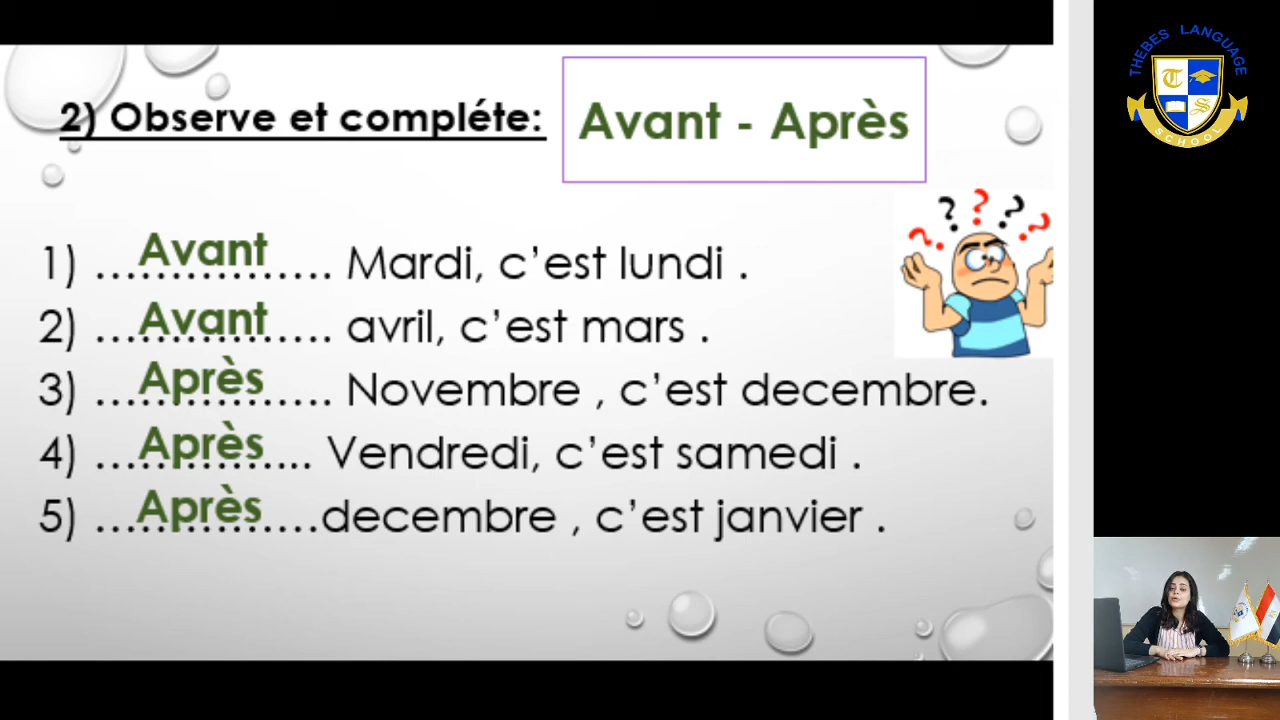 2) Observe et compléte:
Avant - Après
1) Avant................ Mardi, c’est lundi .
2) Avant................ avril, c’est mars .
3) Après................ Novembre , c’est decembre.
4) Après............... Vendredi, c’est samedi .
5) Après...............decembre , c’est janvier .
THEBES LANGUAGE
T
S
SCHOOL